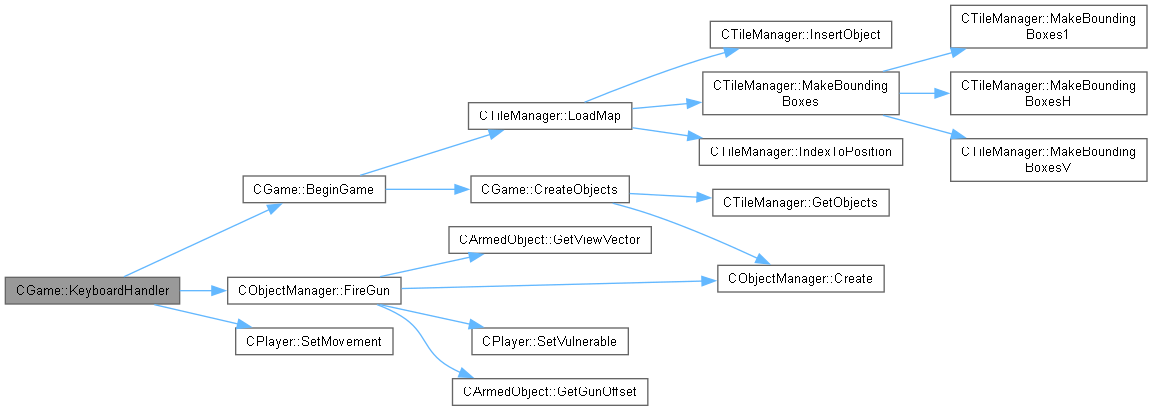 CTileManager::MakeBounding
Boxes1
CTileManager::InsertObject
CTileManager::MakeBounding
Boxes
CTileManager::MakeBounding
BoxesH
CTileManager::LoadMap
CTileManager::IndexToPosition
CTileManager::MakeBounding
BoxesV
CGame::BeginGame
CGame::CreateObjects
CTileManager::GetObjects
CArmedObject::GetViewVector
CGame::KeyboardHandler
CObjectManager::FireGun
CObjectManager::Create
CPlayer::SetMovement
CPlayer::SetVulnerable
CArmedObject::GetGunOffset